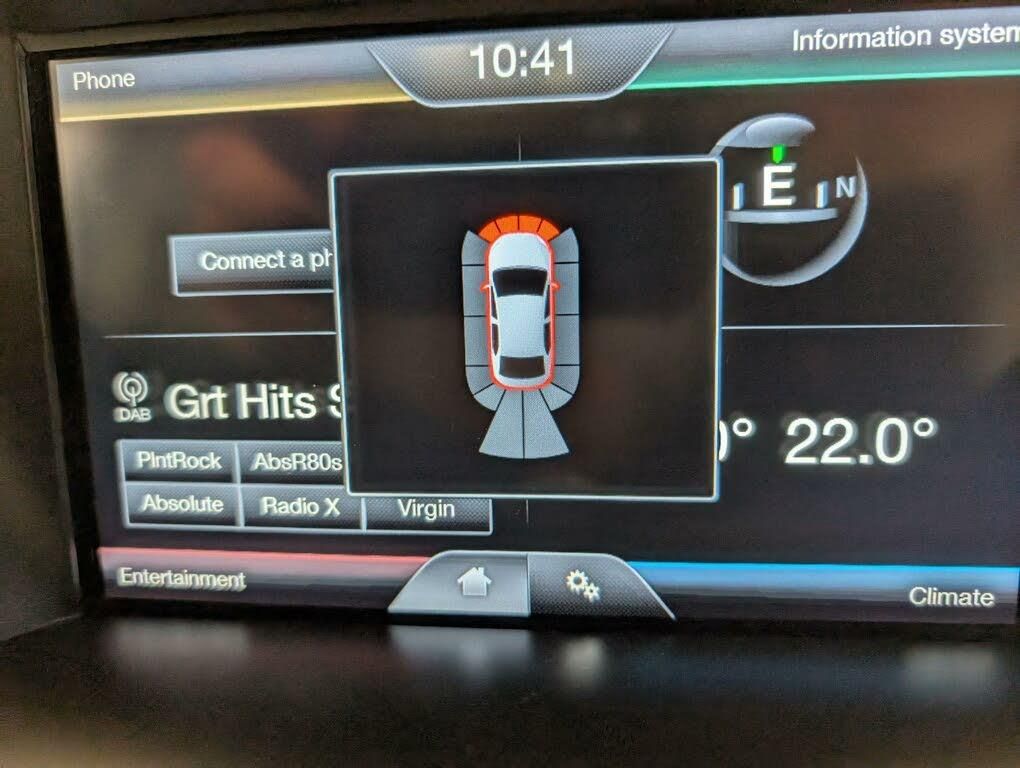 Phone
10:41
Information system
E
N
Connect a ph
DAB
Grt Hits S
22.0°
PlntRock
AbsR80s
Absolute
Radio X
Virgin
Entertainment
Climate